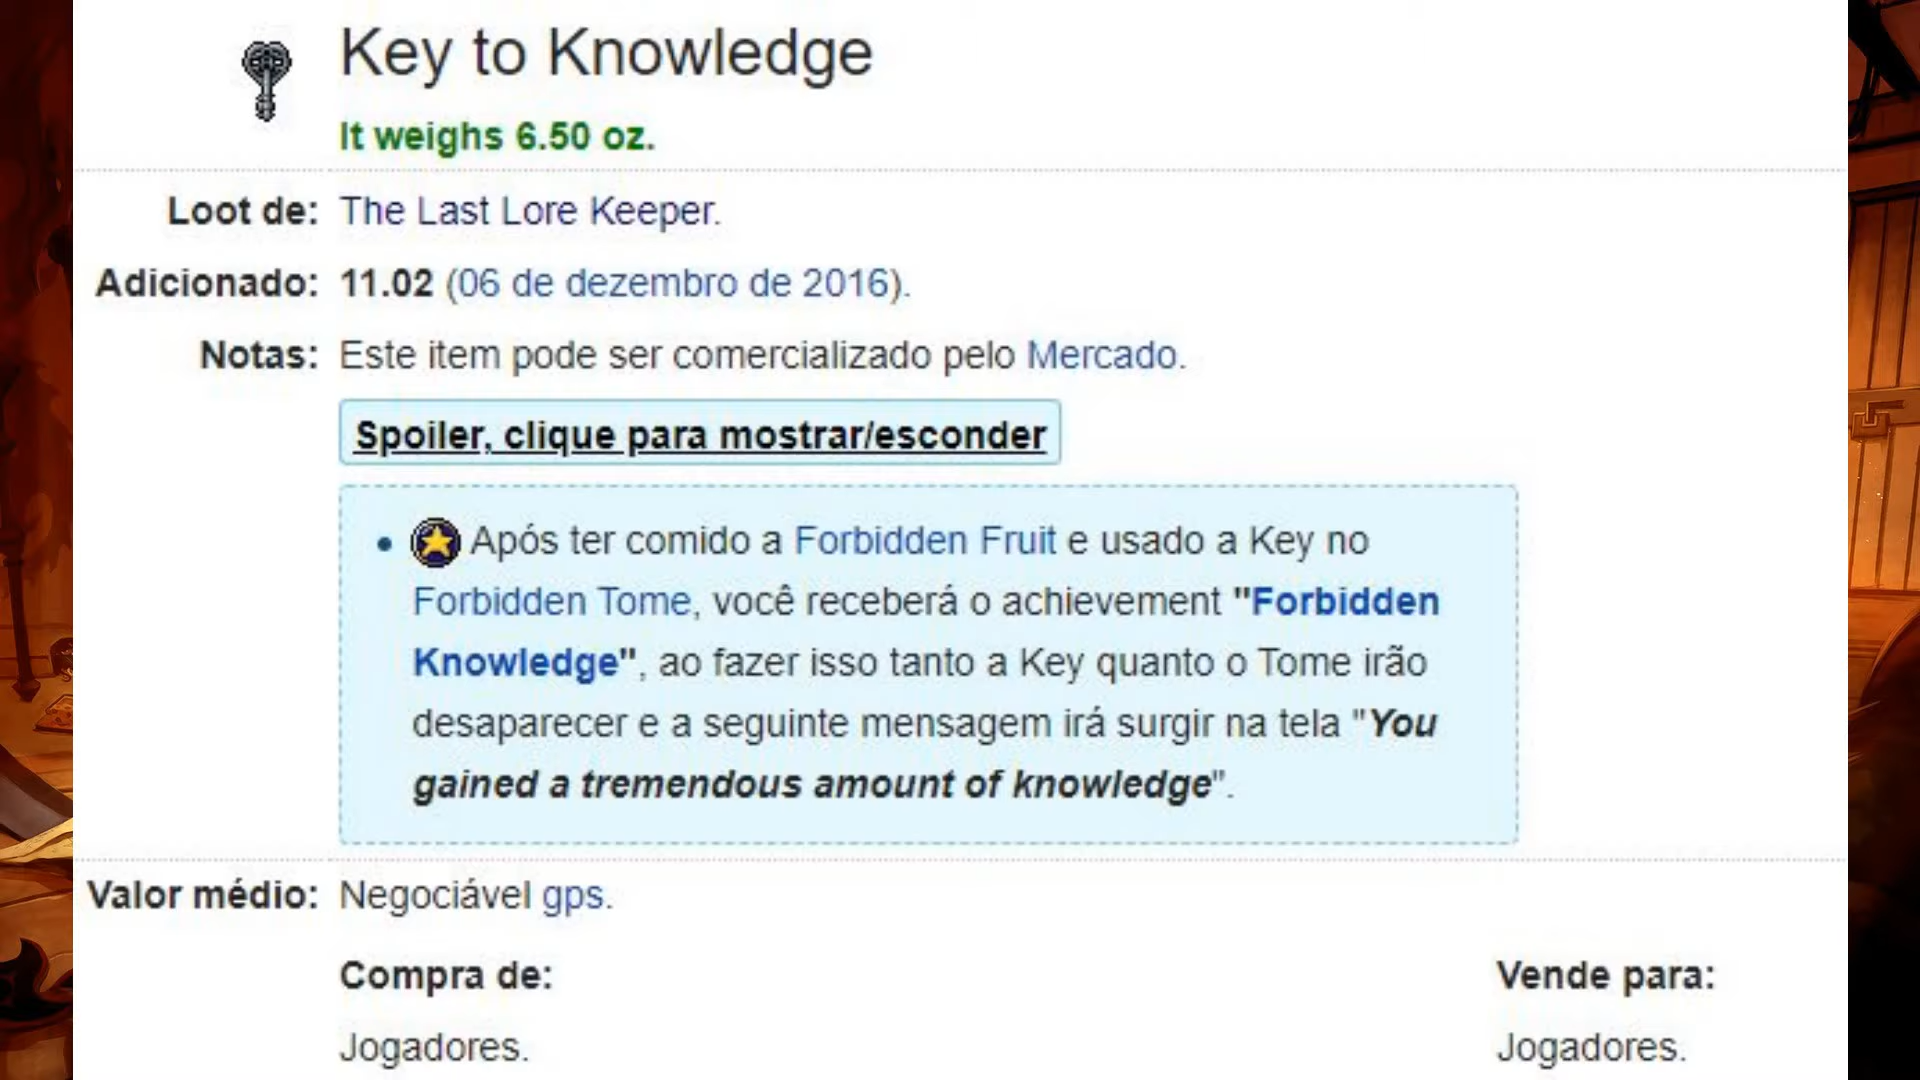 Key to Knowledge
It weighs 6.50 oz.
Loot de: The Last Lore Keeper.
Adicionado: 11.02 (06 de dezembro de 2016).
Notas: Este item pode ser comercializado pelo Mercado.
Spoiler, clique para mostrar/esconder
• Após ter comido a Forbidden Fruit e usado a Key no
Forbidden Tome, você receberá o achievement "Forbidden
Knowledge", ao fazer isso tanto a Key quanto o Tome irão
desaparecer e a seguinte mensagem irá surgir na tela "You
gained a tremendous amount of knowledge".
Valor médio: Negociável gps.
Compra de: Vende para:
Jogadores. Jogadores.